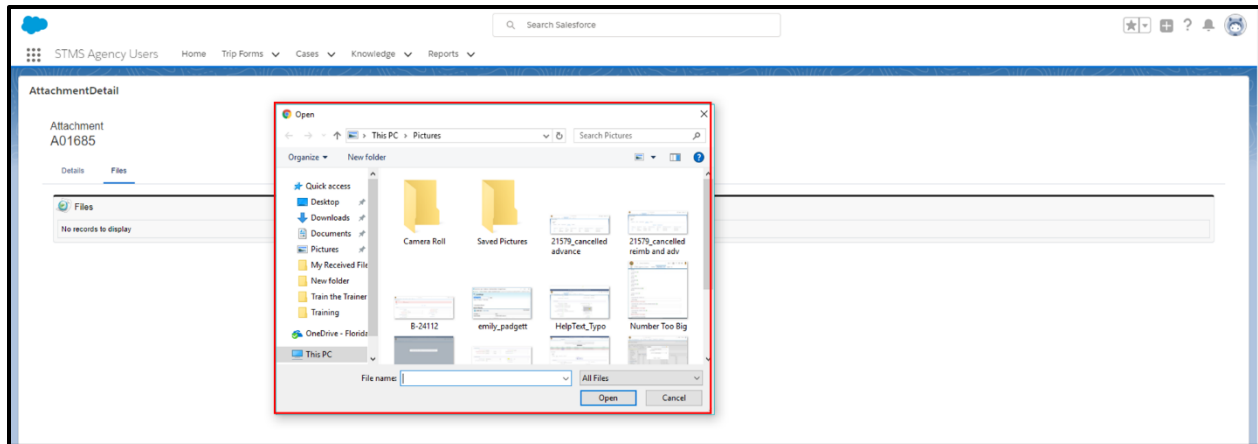 Search Salesforce
STMS Agency Users Home Trip Forms Cases Knowledge Reports
AttachmentDetail
Attachment
A01685
Details Files
Files
No records to display
Open
This PC > Pictures
Search Pictures
Organize New folder
Quick access
Desktop
Downloads
Documents
Pictures
My Received File
New folder
Train the Trainer
Training
OneDrive - Florida
This PC
Camera Roll
Saved Pictures
21579_cancelled
advance
21579_cancelled
reimb and adv
B-24112
emily_padgett
HelpText_Typo
Number Too Big
File name:
All Files
Open Cancel